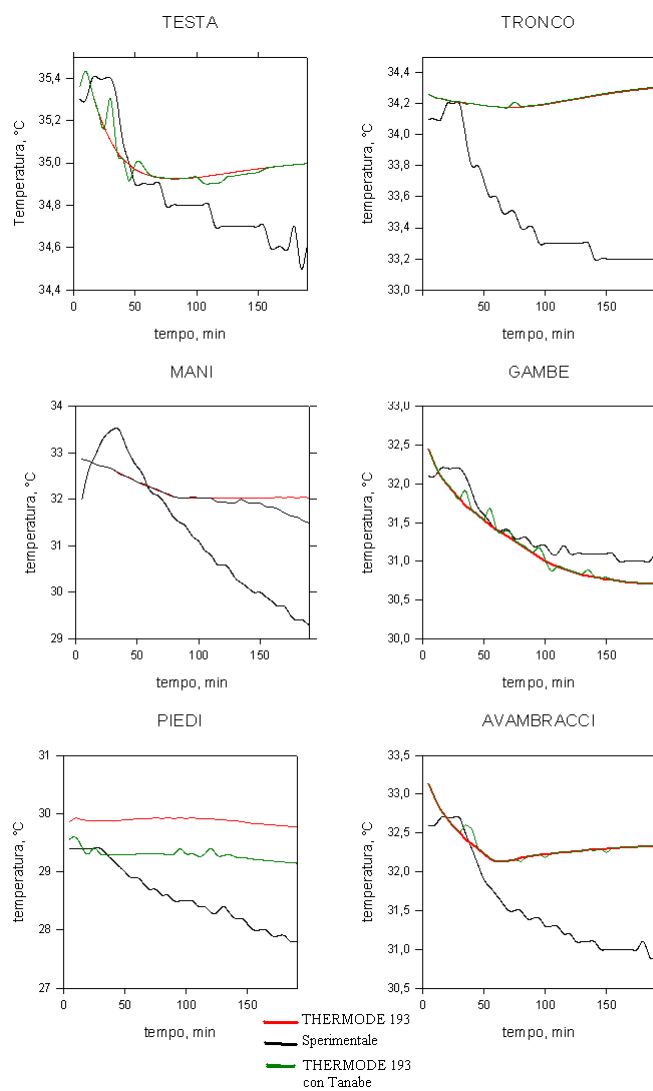 TESTA
TRONCO
35,4
35,2
35,0
34,8
34,6
34,4
Temperatura, °C
0
50
100
150
tempo, min
34,4
34,2
34,0
33,8
33,6
33,4
33,2
33,0
temperatura, °C
0
50
100
150
tempo, min
MANI
GAMBE
34
33
32
31
30
29
temperatura, °C
0
50
100
150
tempo, min
33,0
32,5
32,0
31,5
31,0
30,5
30,0
temperatura, °C
0
50
100
150
tempo, min
PIEDI
AVAMBRACCI
31
30
29
28
27
temperatura, °C
0
50
100
150
tempo, min
33,5
33,0
32,5
32,0
31,5
31,0
30,5
temperatura, °C
0
50
100
150
tempo, min
THERMODE 193
Sperimentale
THERMODE 193
con Tanabe